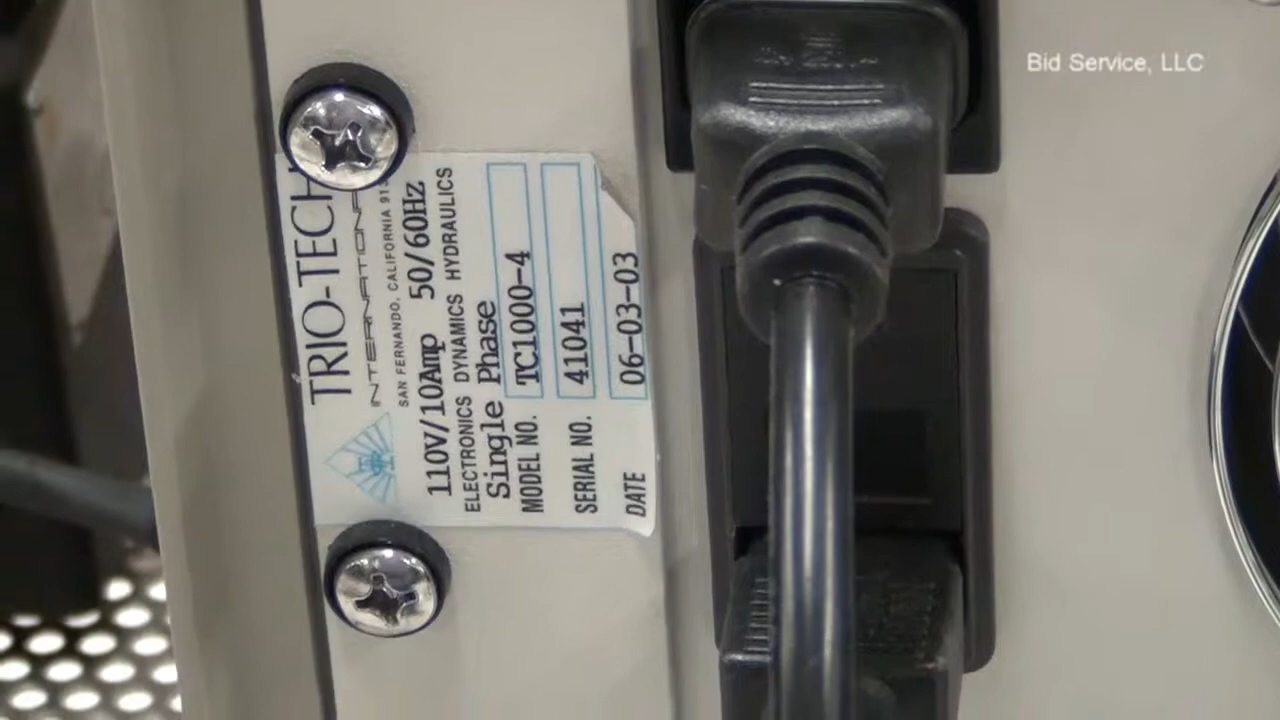 Bid Service, LLC
TRIO-TECH
INTERNATIONAL
SAN FERNANDO, CALIFORNIA
110V/10Amp 50/60Hz
ELECTRONICS DYNAMICS HYDRAULICS
Single Phase
MODEL NO. TC1000-4
SERIAL NO. 41041
DATE 06-03-03